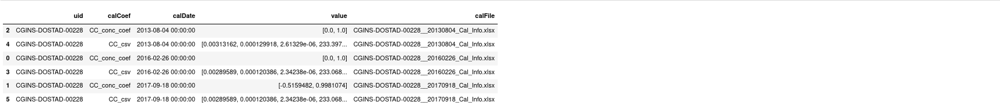 uid calCoef calDate value calFile
2 CGINS-DOSTAD-00228 CC_conc_coef 2013-08-04 00:00:00 [0.0, 1.0] CGINS-DOSTAD-00228__20130804_Cal_Info.xlsx
4 CGINS-DOSTAD-00228 CC_csv 2013-08-04 00:00:00 [0.00313162, 0.000129918, 2.61329e-06, 233.397... CGINS-DOSTAD-00228__20130804_Cal_Info.xlsx
0 CGINS-DOSTAD-00228 CC_conc_coef 2016-02-26 00:00:00 [0.0, 1.0] CGINS-DOSTAD-00228__20160226_Cal_Info.xlsx
3 CGINS-DOSTAD-00228 CC_csv 2016-02-26 00:00:00 [0.00289589, 0.000120386, 2.34238e-06, 233.068... CGINS-DOSTAD-00228__20160226_Cal_Info.xlsx
1 CGINS-DOSTAD-00228 CC_conc_coef 2017-09-18 00:00:00 [-0.5159482, 0.9981074] CGINS-DOSTAD-00228__20170918_Cal_Info.xlsx
5 CGINS-DOSTAD-00228 CC_csv 2017-09-18 00:00:00 [0.00289589, 0.000120386, 2.34238e-06, 233.068... CGINS-DOSTAD-00228__20170918_Cal_Info.xlsx